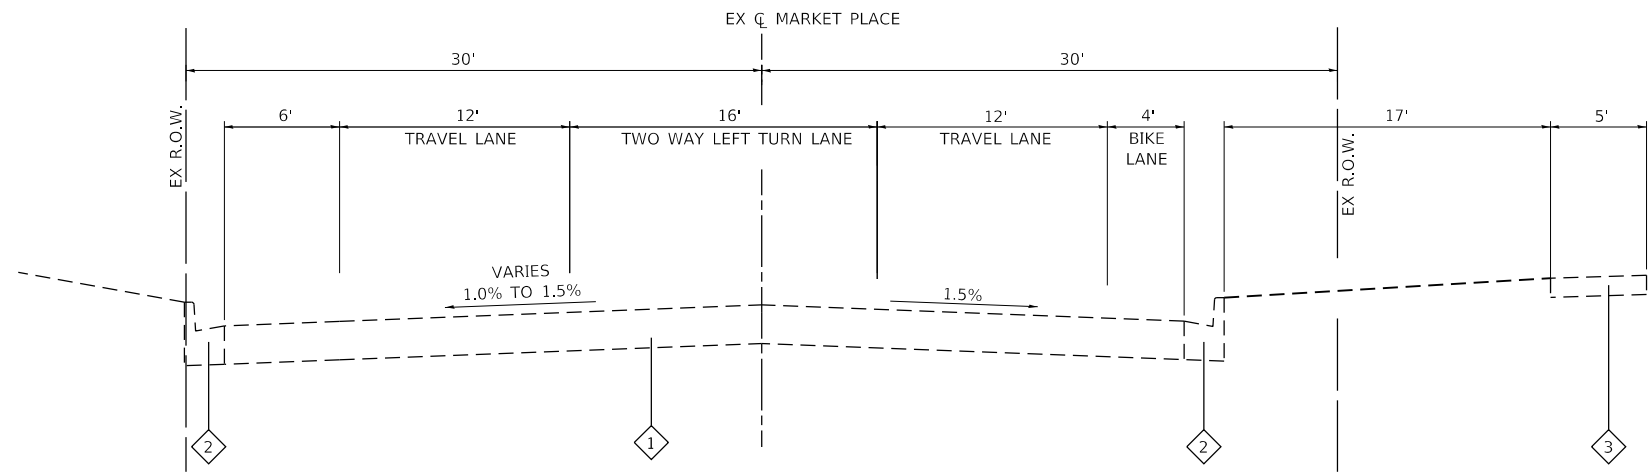 EX ℄ MARKET PLACE
30'
30'
6'
12'
16'
12'
4'
17'
5'
TRAVEL LANE
TWO WAY LEFT TURN LANE
TRAVEL LANE
BIKE
LANE
EX R.O.W.
EX R.O.W.
VARIES
1.0% TO 1.5%
1.5%
2
1
2
3